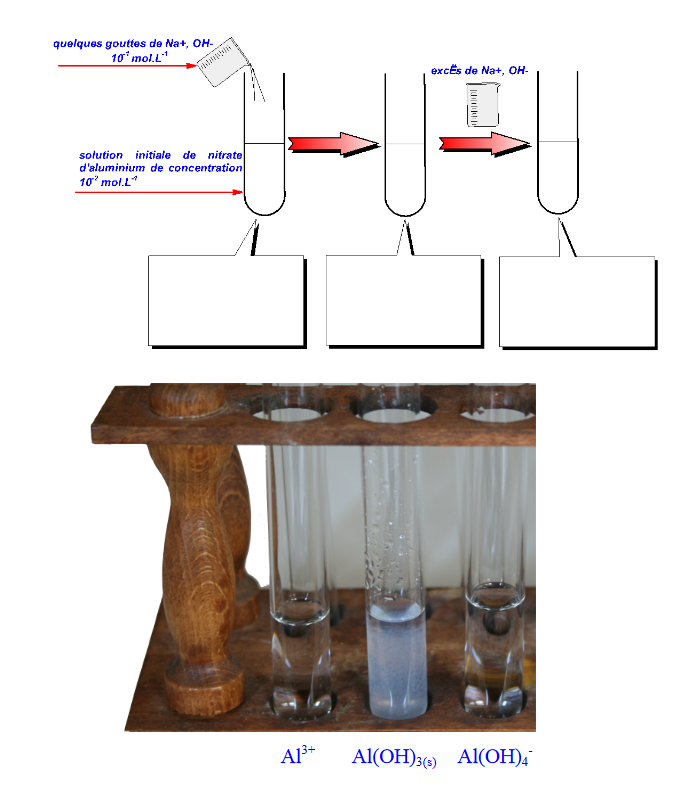 quelques gouttes de Na+, OH-
10⁻¹ mol.L⁻¹
excËs de Na+, OH-
solution initiale de nitrate
d'aluminium de concentration
10⁻² mol.L⁻¹
Al³⁺ Al(OH)₃₍ₛ₎ Al(OH)₄⁻